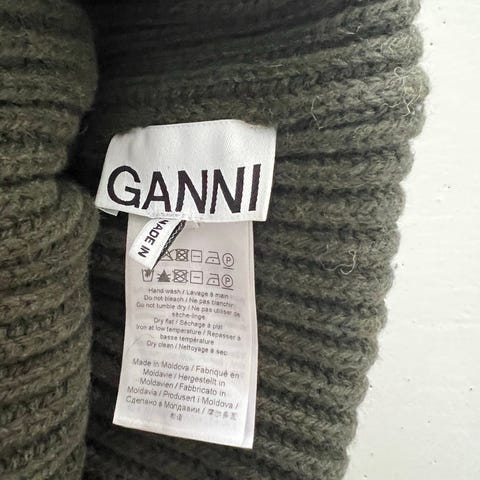 GANNI
MADE IN
Hand wash / Lavage à main
Do not bleach / Ne pas blanchir
Do not tumble dry / Ne pas utiliser de
sèche-linge
Dry flat / Séchage à plat
Iron at low temperature / Repasser à
basse température
Dry clean / Nettoyage à sec
Made in Moldova / Fabriqué en
Moldavie / Hergestellt in
Moldavien / Fabbricato in
Moldavia / Produsert i Moldova /
Сделано в Молдавии /